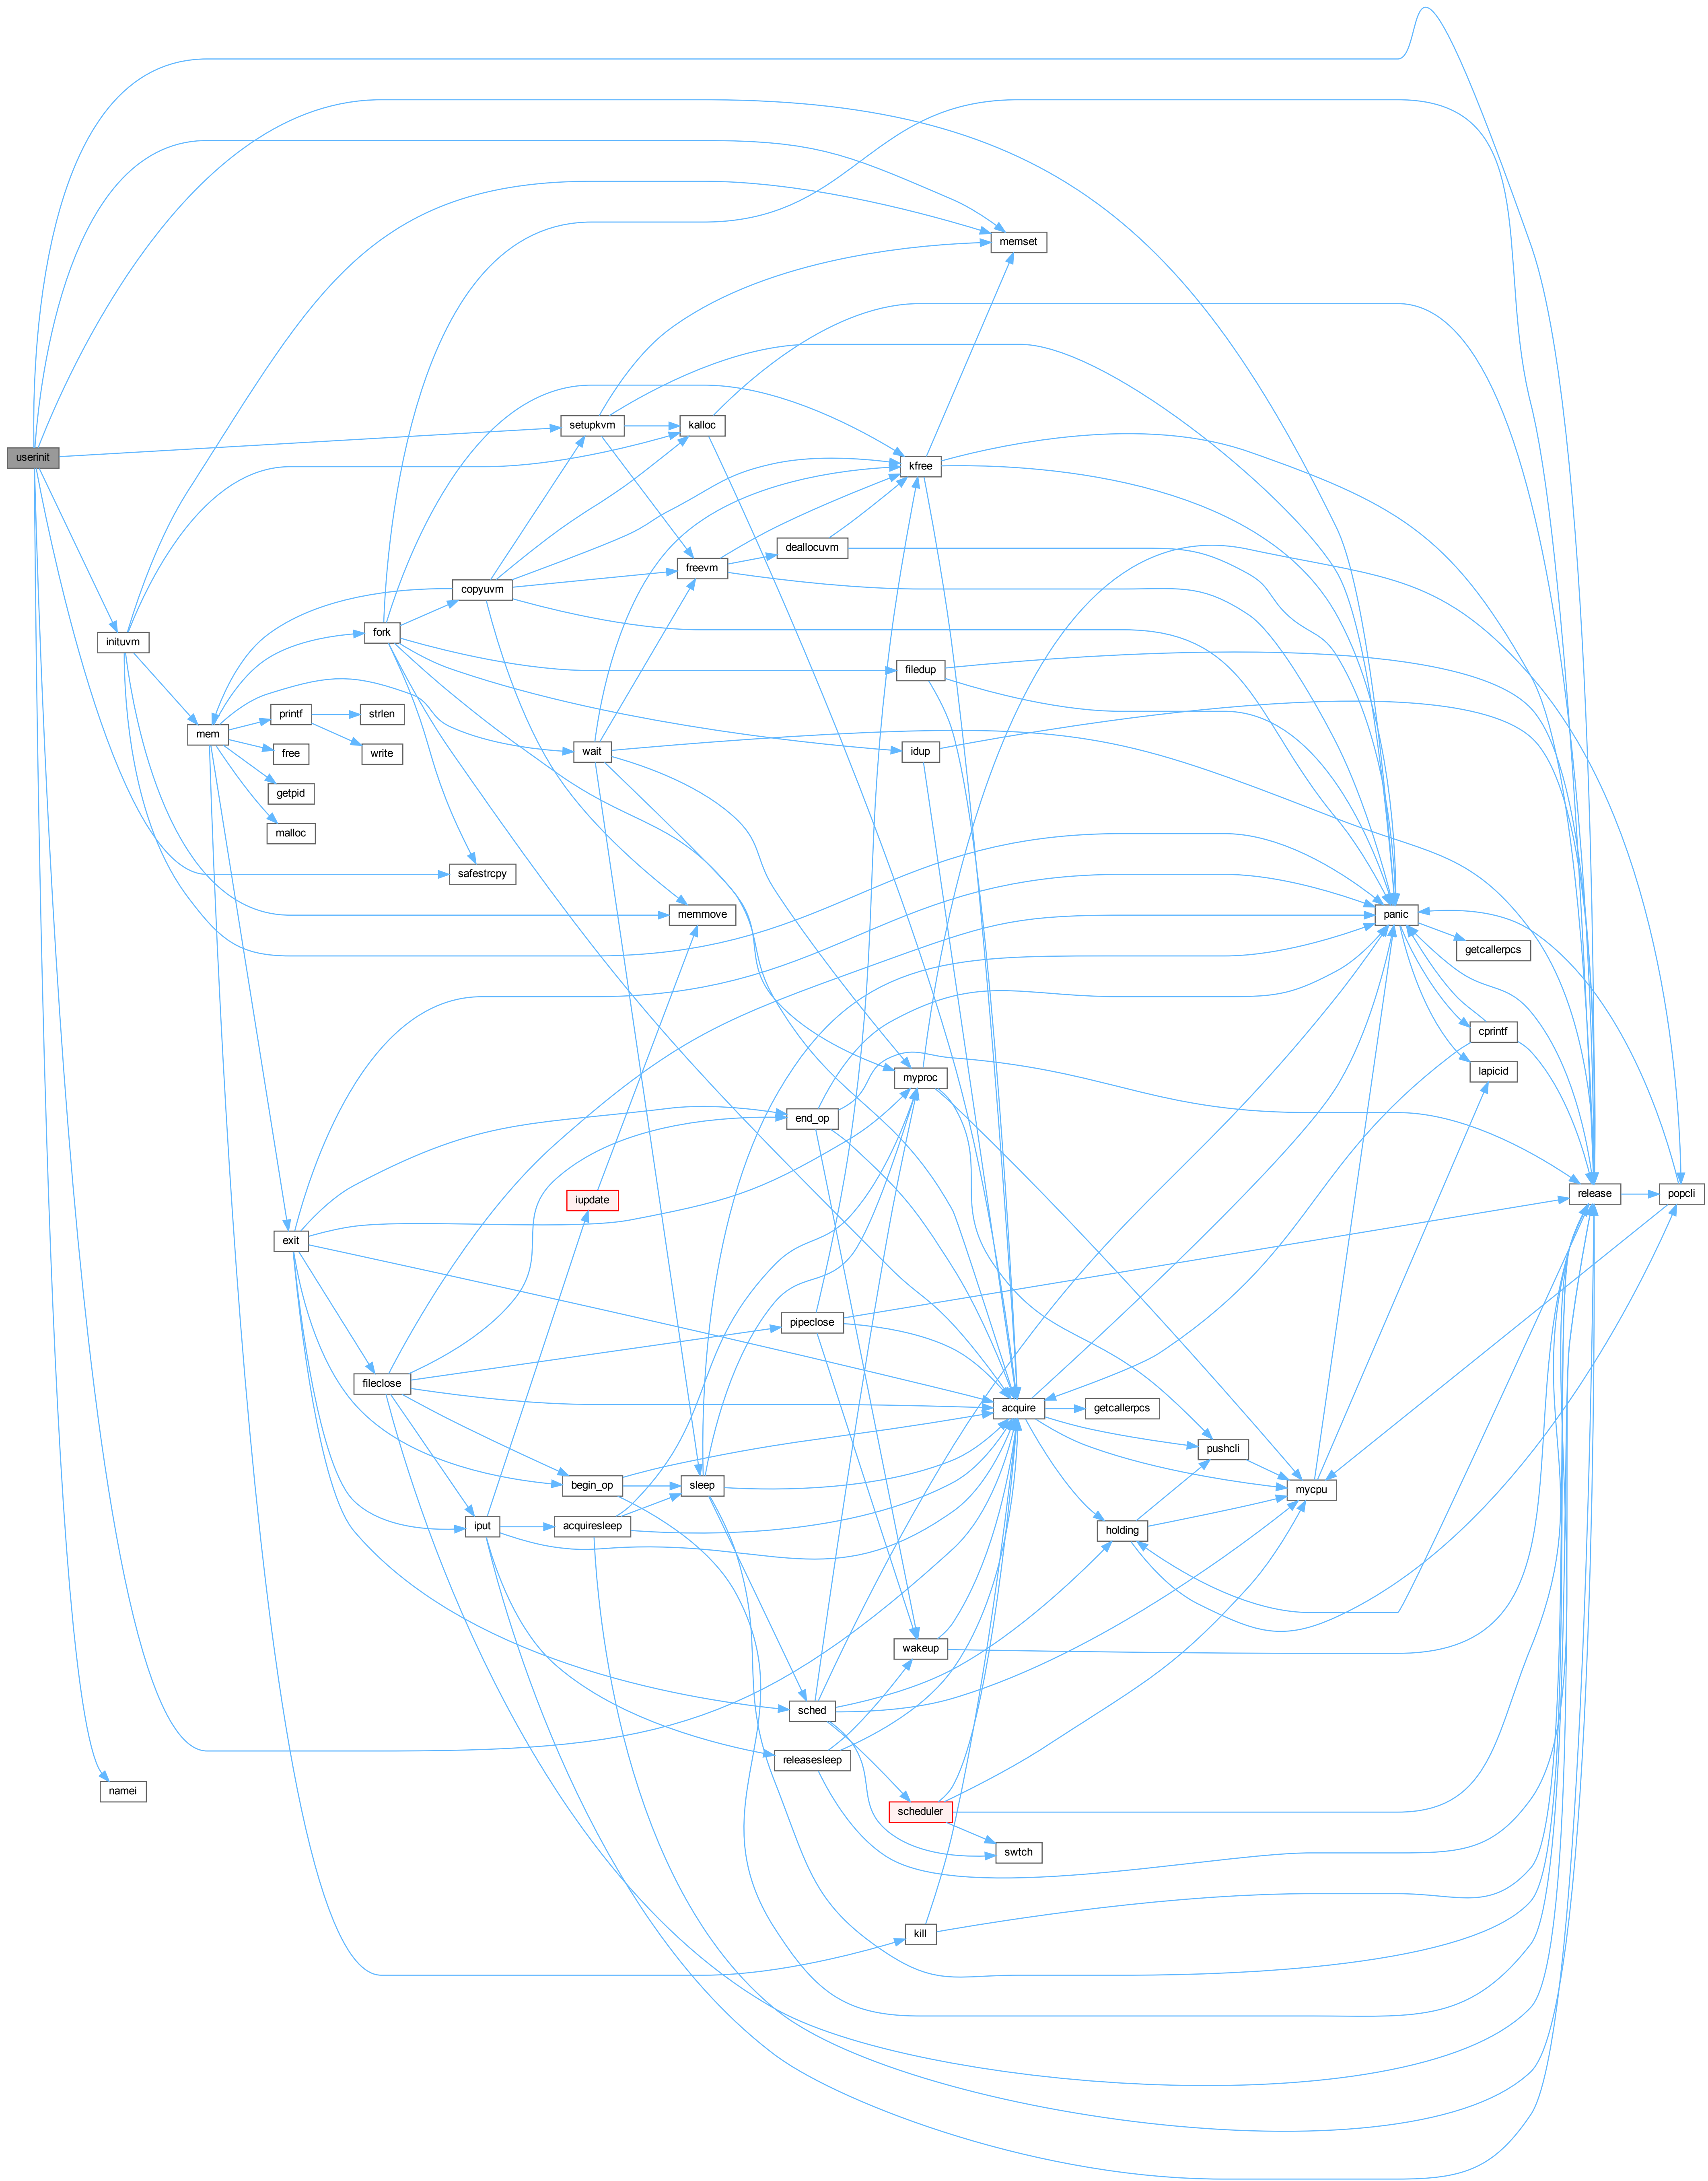 memset
setupkvm
kalloc
userinit
kfree
deallocuvm
freevm
copyuvm
fork
inituvm
filedup
printf
strlen
mem
wait
idup
free
write
getpid
malloc
safestrcpy
memmove
panic
getcallerpcs
cprintf
lapicid
myproc
end_op
iupdate
release
popcli
exit
pipeclose
fileclose
acquire
getcallerpcs
pushcli
begin_op
sleep
mycpu
iput
acquiresleep
holding
wakeup
sched
releasesleep
namei
scheduler
swtch
kill